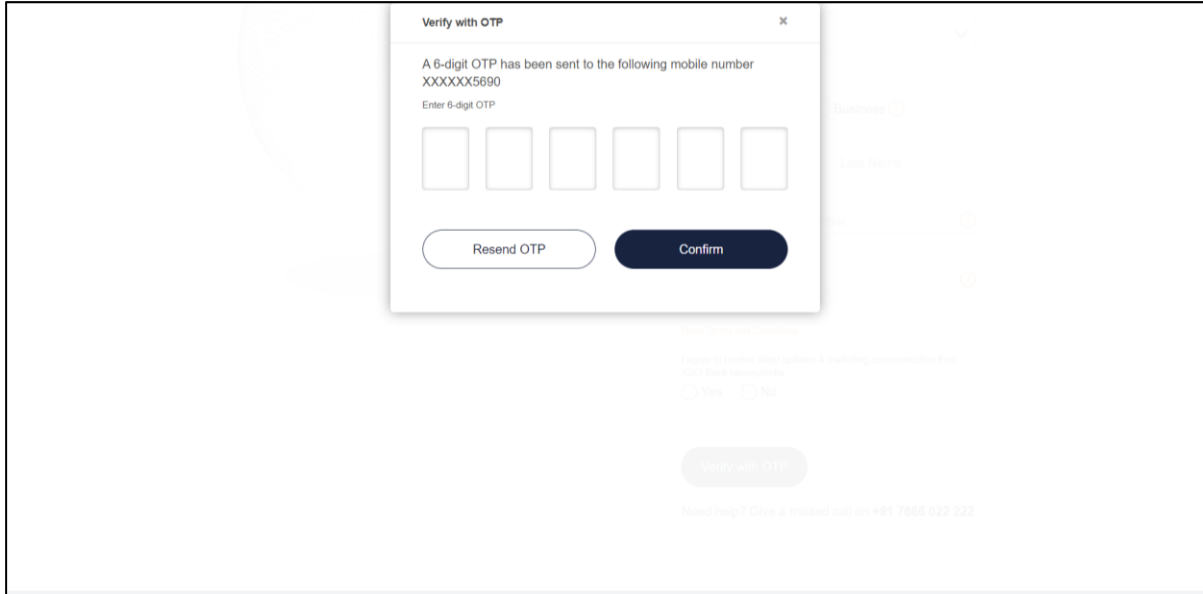 Verify with OTP ×
A 6-digit OTP has been sent to the following mobile number
XXXXXX5690
Enter 6-digit OTP
Resend OTP
Confirm
Business
Last Name
Yes No
Verify with OTP
Need help? Give a missed call on +91 7666 022 222